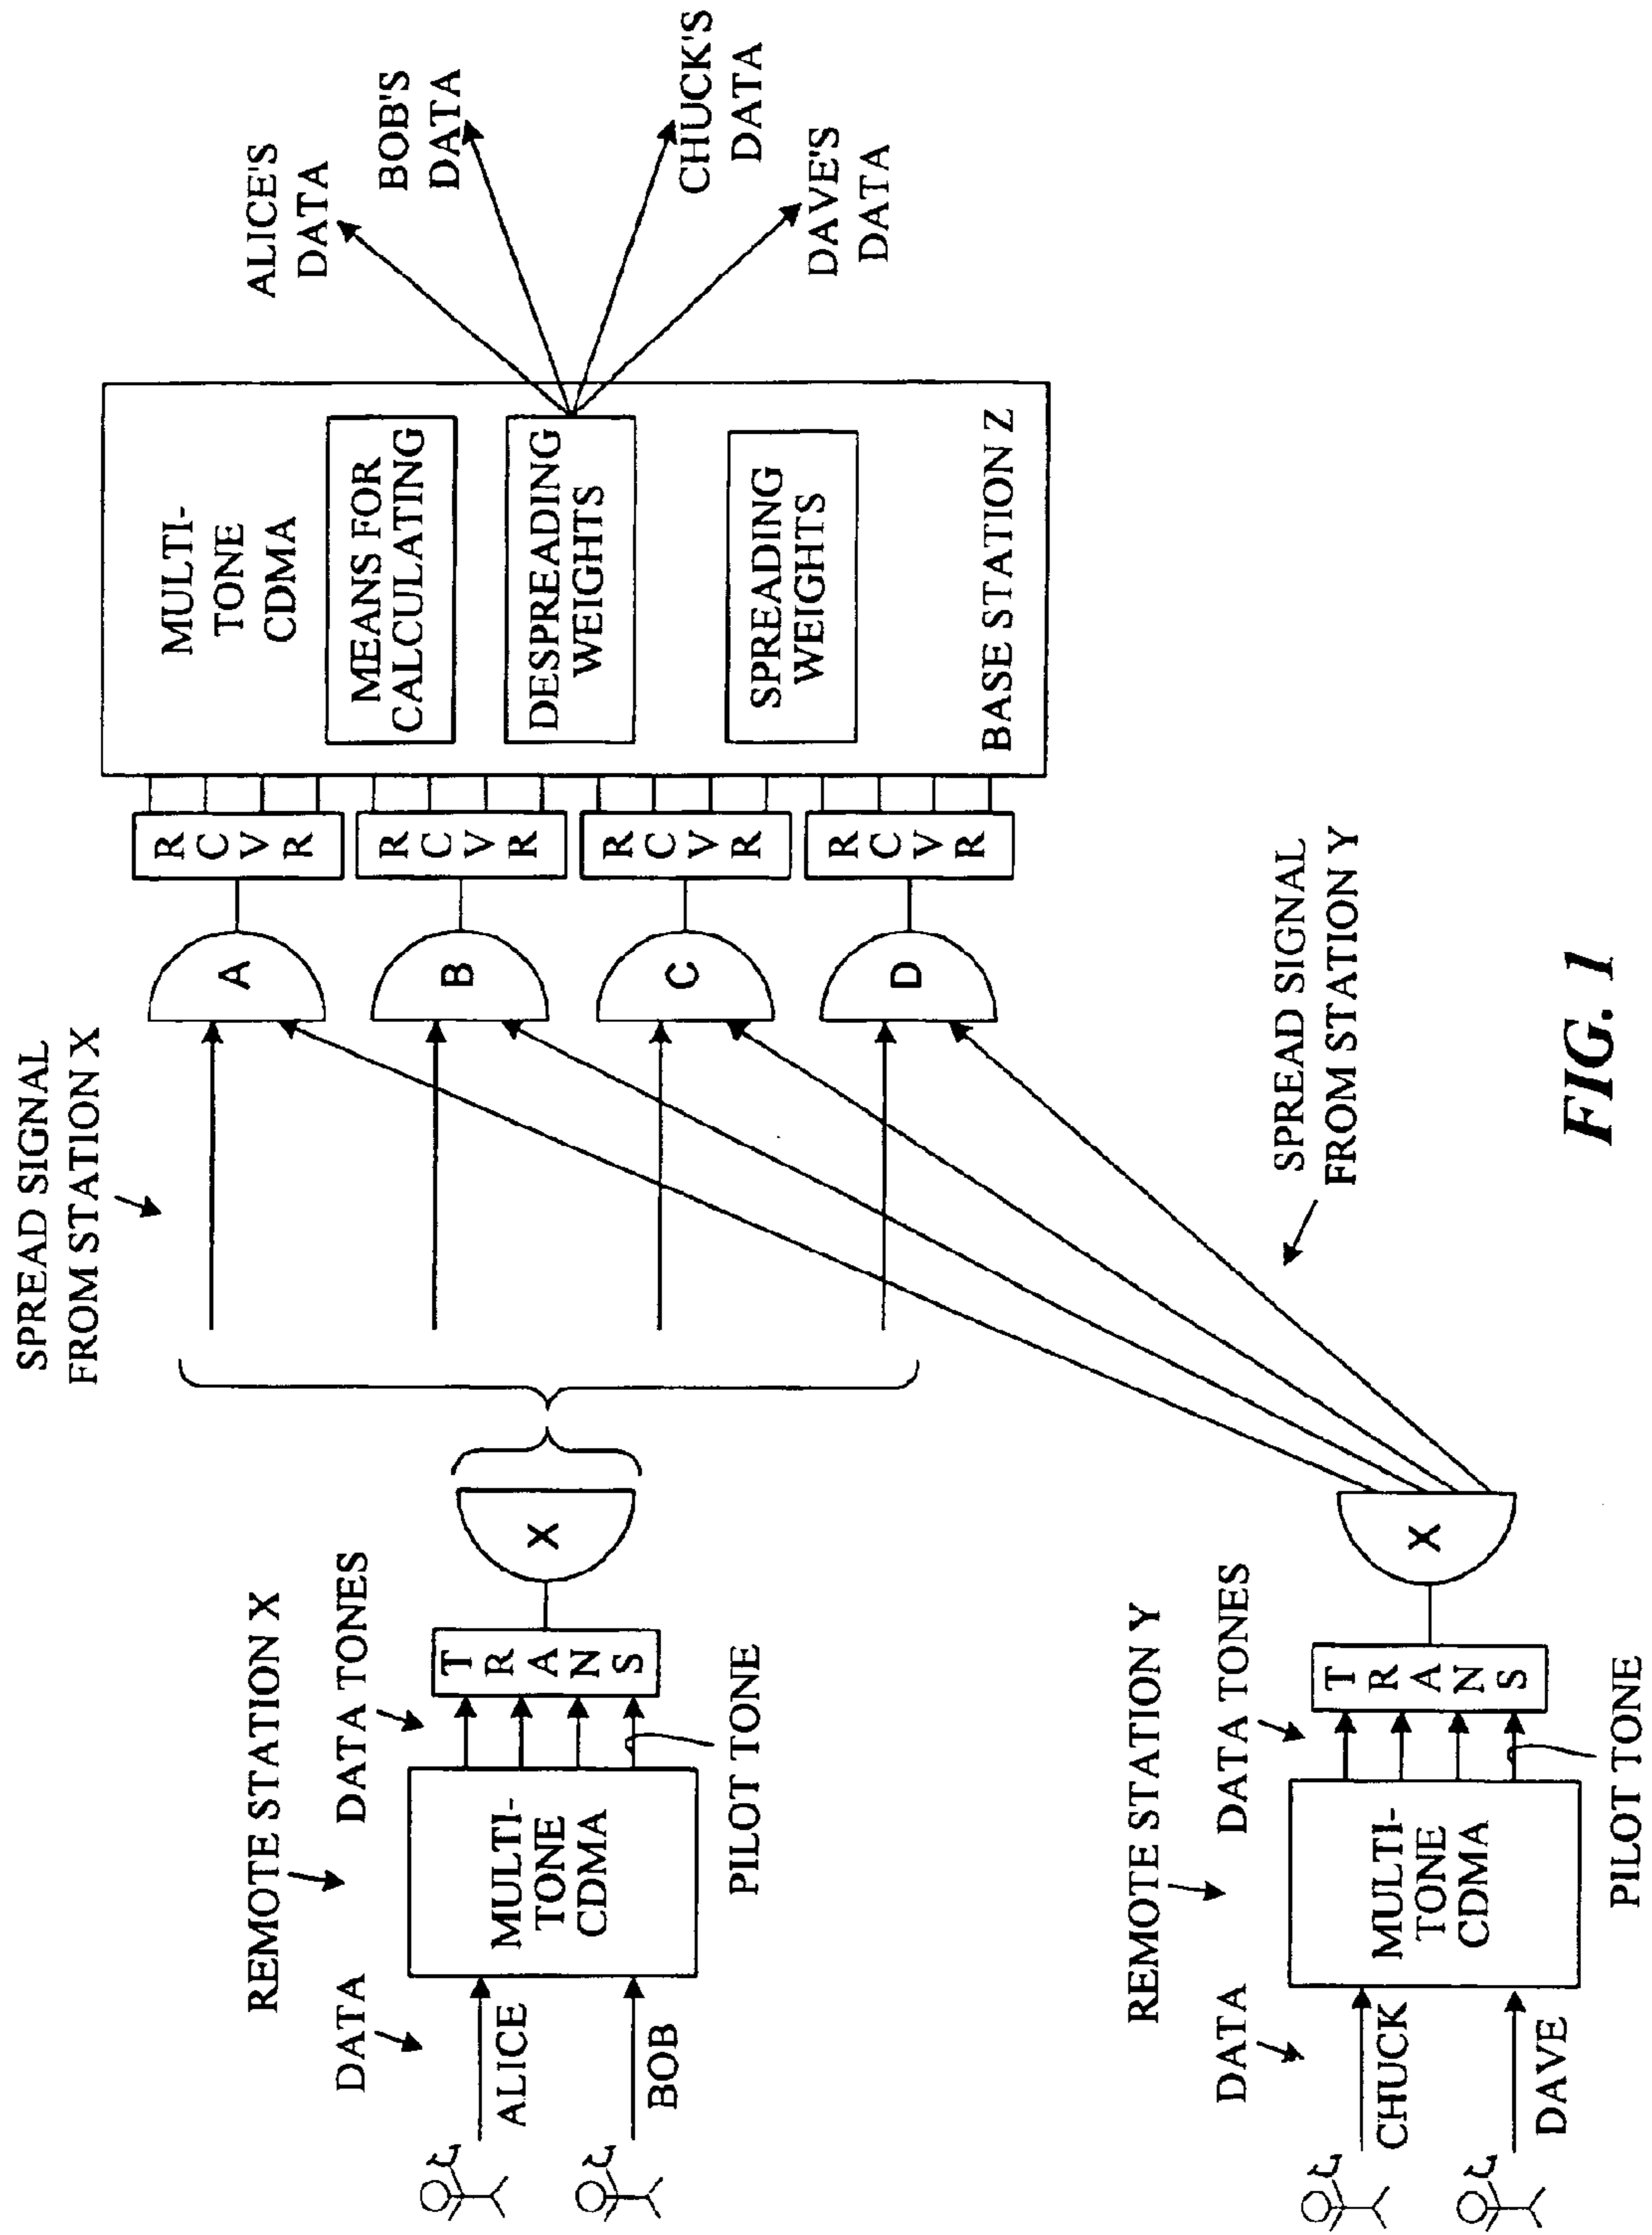 SPREAD SIGNAL
FROM STATION X
REMOTE STATION X
DATA
ALICE
BOB
MULTI-
TONE
CDMA
DATA TONES
PILOT TONE
T
R
A
N
S
X
REMOTE STATION Y
DATA
CHUCK
DAVE
MULTI-
TONE
CDMA
DATA TONES
PILOT TONE
T
R
A
N
S
X
SPREAD SIGNAL
FROM STATION Y
A
B
C
D
R
C
V
R
R
C
V
R
R
C
V
R
R
C
V
R
MULTI-
TONE
CDMA
MEANS FOR
CALCULATING
DESPREADING
WEIGHTS
SPREADING
WEIGHTS
BASE STATION Z
ALICE'S
DATA
BOB'S
DATA
CHUCK'S
DATA
DAVE'S
DATA
FIG. 1